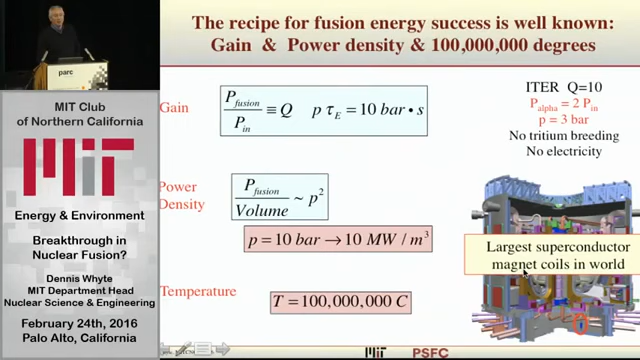 parc
MIT Club
of Northern California
MIT
Energy & Environment
Breakthrough in
Nuclear Fusion?
Dennis Whyte
MIT Department Head
Nuclear Science & Engineering
February 24th, 2016
Palo Alto, California
The recipe for fusion energy success is well known:
Gain & Power density & 100,000,000 degrees
Gain
P_fusion / P_in ≡ Q p τ_E = 10 bar • s
Power
Density
P_fusion / Volume ~ p²
p = 10 bar → 10 MW / m³
Temperature
T = 100,000,000 C
ITER Q=10
P_alpha = 2 P_in
p = 3 bar
No tritium breeding
No electricity
Largest superconductor
magnet coils in world
MIT PSFC